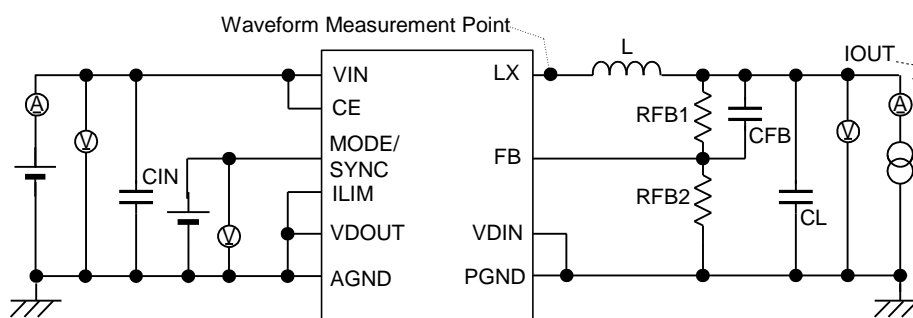 Waveform Measurement Point
L
IOUT
VIN
LX
A
CE
RFB1
A
V
MODE/
SYNC
CFB
V
FB
CIN
ILIM
RFB2
CL
V
VDOUT
VDIN
AGND
PGND